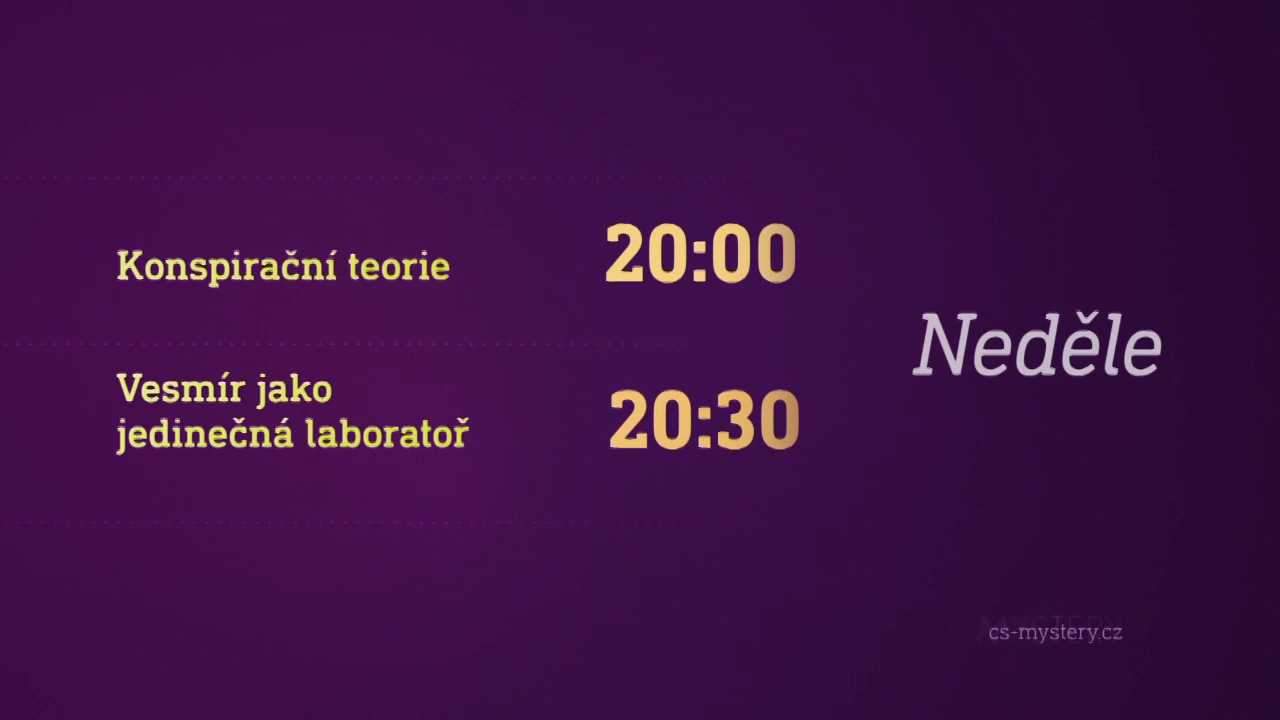 Konspirační teorie
20:00
Vesmír jako
jedinečná laboratoř
20:30
Neděle
cs-mystery.cz